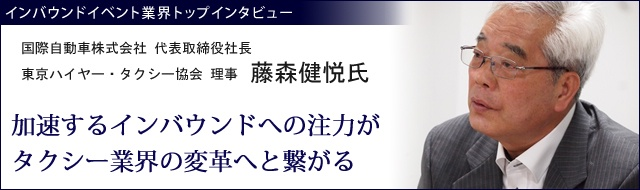 インバウンドイベント業界トップインタビュー
国際自動車株式会社 代表取締役社長
東京ハイヤー・タクシー協会 理事 藤森健悦氏
加速するインバウンドへの注力が
タクシー業界の変革へと繋がる